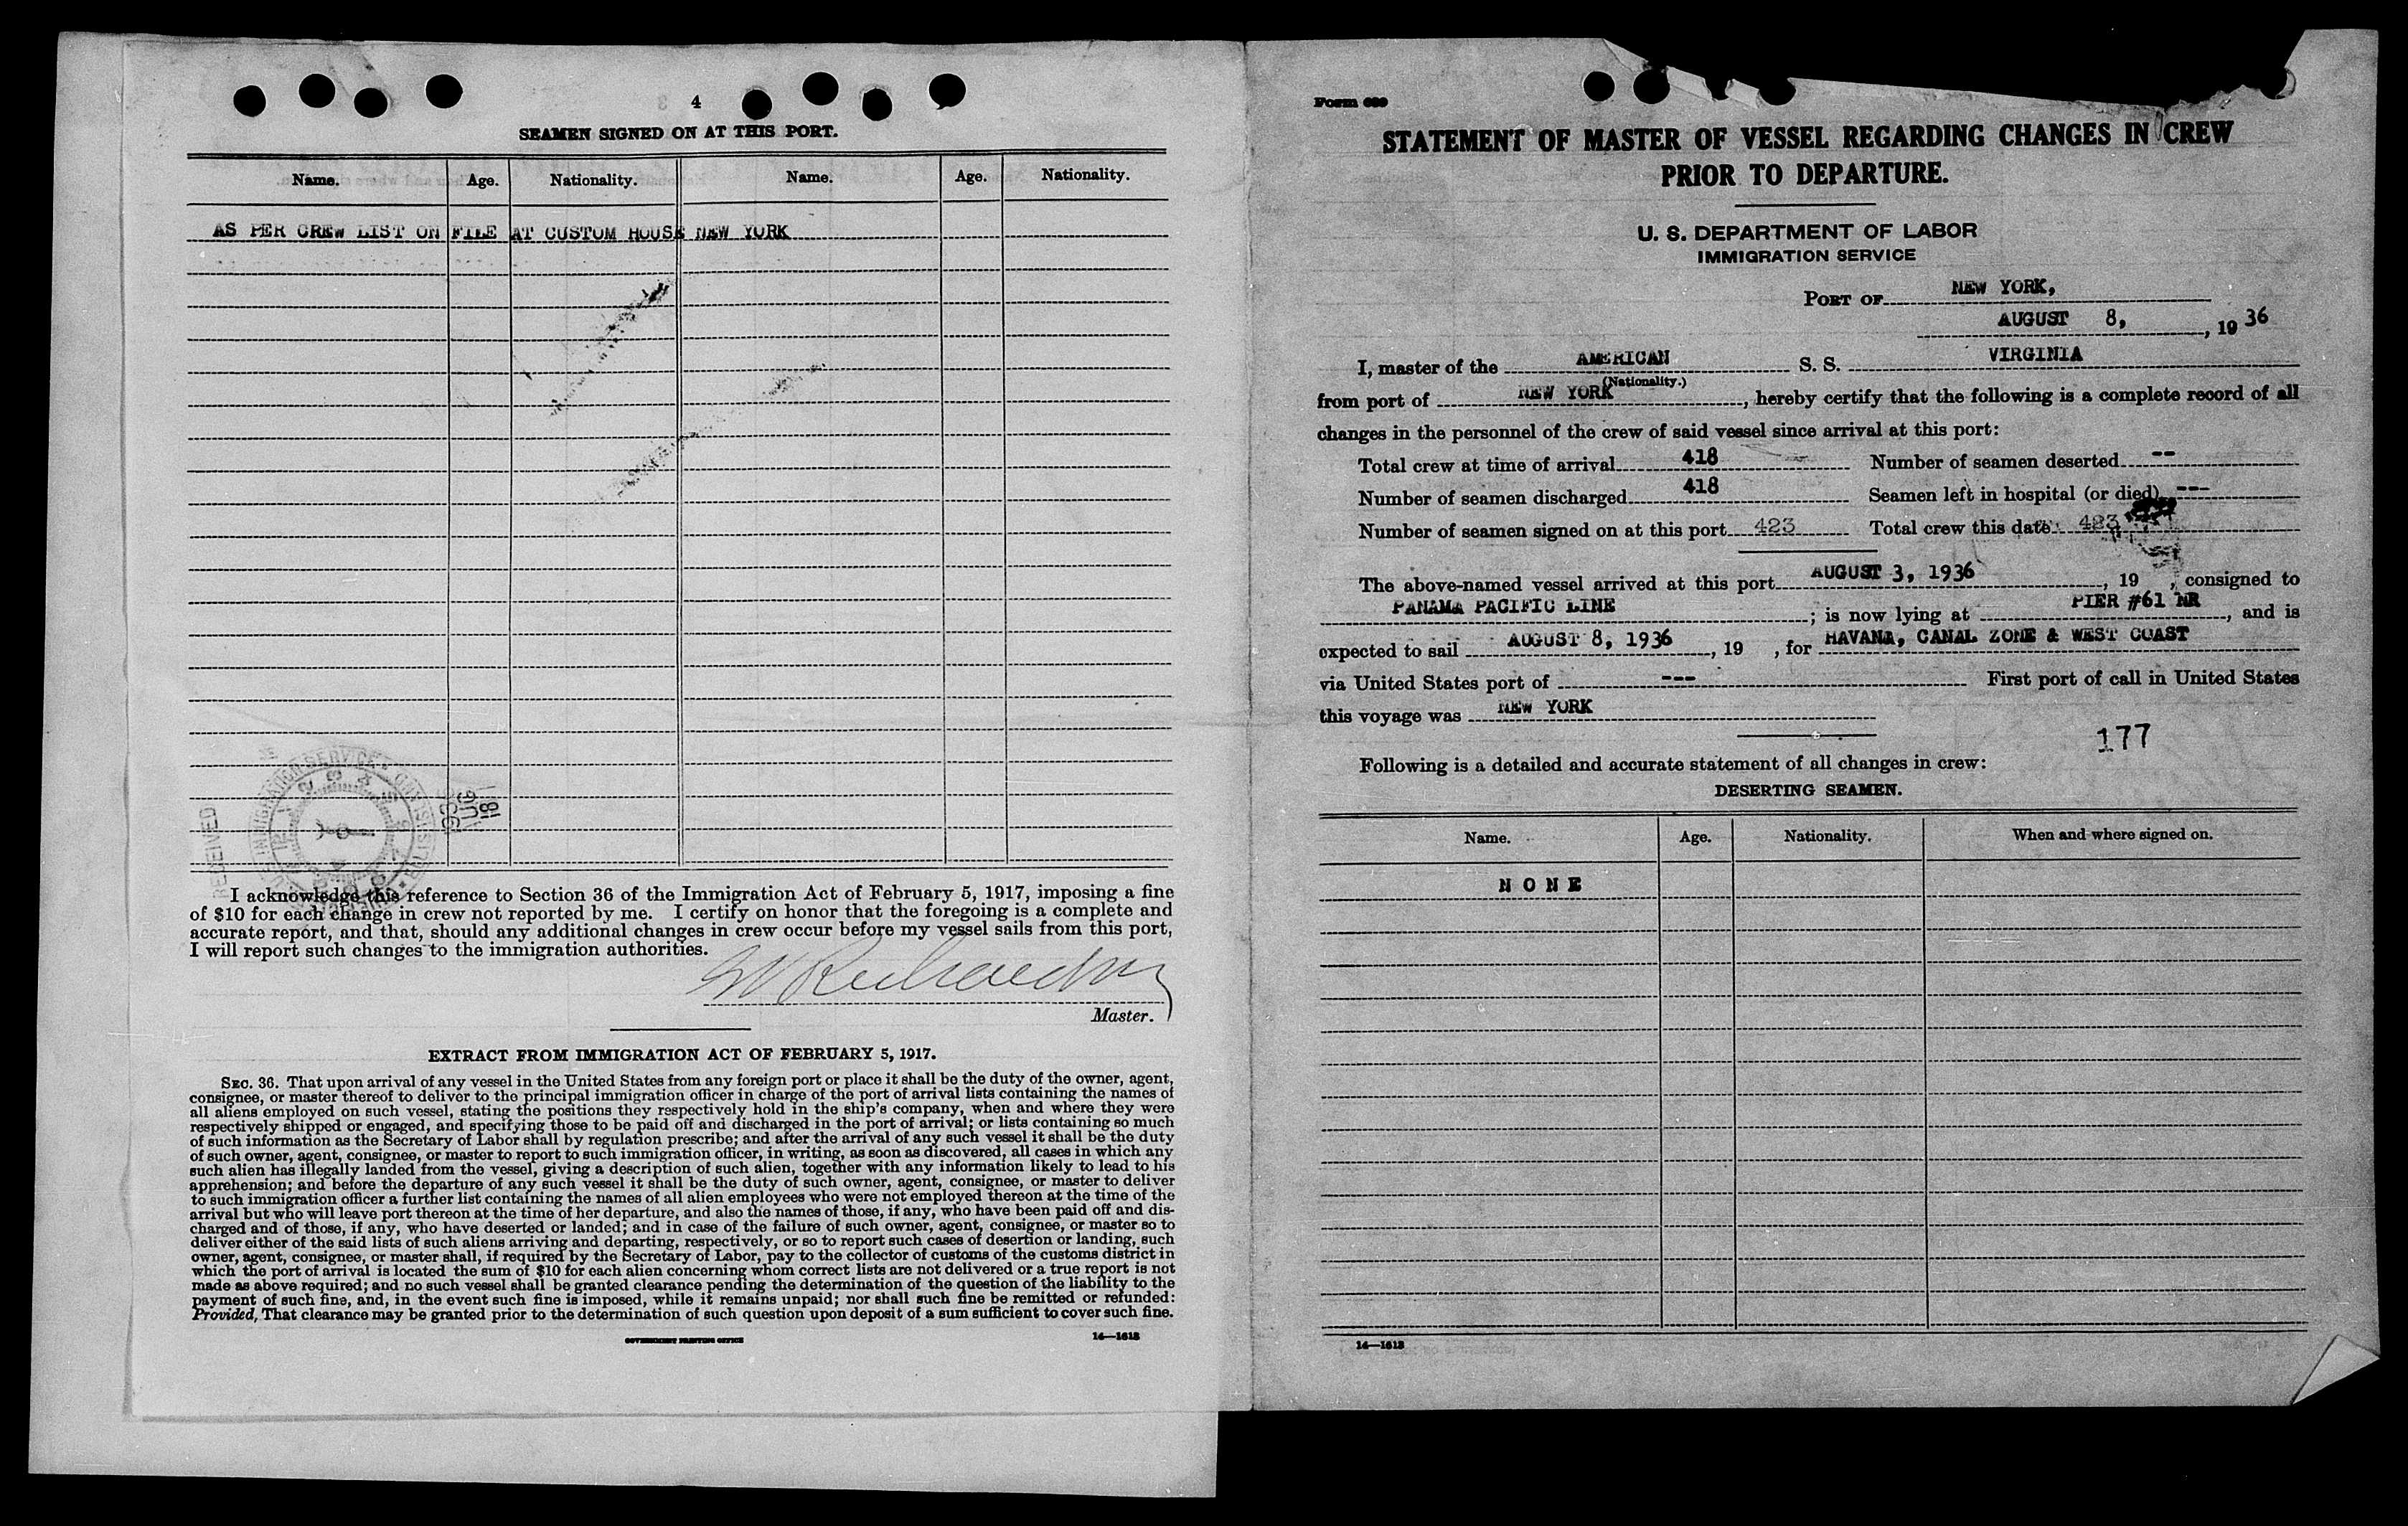 4
SEAMEN SIGNED ON AT THIS PORT.
Name. Age. Nationality. Name. Age. Nationality.
AS PER CREW LIST ON FILE AT CUSTOM HOUSE NEW YORK
RECEIVED
AUG
I acknowledge this reference to Section 36 of the Immigration Act of February 5, 1917, imposing a fine
of $10 for each change in crew not reported by me. I certify on honor that the foregoing is a complete and
accurate report, and that, should any additional changes in crew occur before my vessel sails from this port,
I will report such changes to the immigration authorities.
Richardson
Master.
EXTRACT FROM IMMIGRATION ACT OF FEBRUARY 5, 1917.
SEC. 36. That upon arrival of any vessel in the United States from any foreign port or place it shall be the duty of the owner, agent,
consignee, or master thereof to deliver to the principal immigration officer in charge of the port of arrival lists containing the names of
all aliens employed on such vessel, stating the positions they respectively hold in the ship's company, when and where they were
respectively shipped or engaged, and specifying those to be paid off and discharged in the port of arrival; or lists containing so much
of such information as the Secretary of Labor shall by regulation prescribe; and after the arrival of any such vessel it shall be the duty
of such owner, agent, consignee, or master to report to such immigration officer, in writing, as soon as discovered, all cases in which any
such alien has illegally landed from the vessel, giving a description of such alien, together with any information likely to lead to his
apprehension; and before the departure of any such vessel it shall be the duty of such owner, agent, consignee, or master to deliver
to such immigration officer a further list containing the names of all alien employees who were not employed thereon at the time of the
arrival but who will leave port thereon at the time of her departure, and also the names of those, if any, who have been paid off and dis-
charged and of those, if any, who have deserted or landed; and in case of the failure of such owner, agent, consignee, or master so to
deliver either of the said lists of such aliens arriving and departing, respectively, or so to report such cases of desertion or landing, such
owner, agent, consignee, or master shall, if required by the Secretary of Labor, pay to the collector of customs of the customs district in
which the port of arrival is located the sum of $10 for each alien concerning whom correct lists are not delivered or a true report is not
made as above required; and no such vessel shall be granted clearance pending the determination of the question of the liability to the
payment of such fine, and, in the event such fine is imposed, while it remains unpaid; nor shall such fine be remitted or refunded:
Provided, That clearance may be granted prior to the determination of such question upon deposit of a sum sufficient to cover such fine.
GOVERNMENT PRINTING OFFICE 14—1613
Form 689
STATEMENT OF MASTER OF VESSEL REGARDING CHANGES IN CREW
PRIOR TO DEPARTURE.
U. S. DEPARTMENT OF LABOR
IMMIGRATION SERVICE
PORT OF NEW YORK,
AUGUST 8, , 19 36
I, master of the AMERICAN S. S. VIRGINIA
(Nationality.)
from port of NEW YORK, hereby certify that the following is a complete record of all
changes in the personnel of the crew of said vessel since arrival at this port:
Total crew at time of arrival 418 Number of seamen deserted --
Number of seamen discharged 418 Seamen left in hospital (or died) ---
Number of seamen signed on at this port 423 Total crew this date 423
The above-named vessel arrived at this port AUGUST 3, 1936, 19 , consigned to
PANAMA PACIFIC LINE; is now lying at PIER #61 NR, and is
expected to sail AUGUST 8, 1936, 19 , for HAVANA, CANAL ZONE & WEST COAST
via United States port of --- First port of call in United States
this voyage was NEW YORK
177
Following is a detailed and accurate statement of all changes in crew:
DESERTING SEAMEN.
Name. Age. Nationality. When and where signed on.
NONE
14—1613